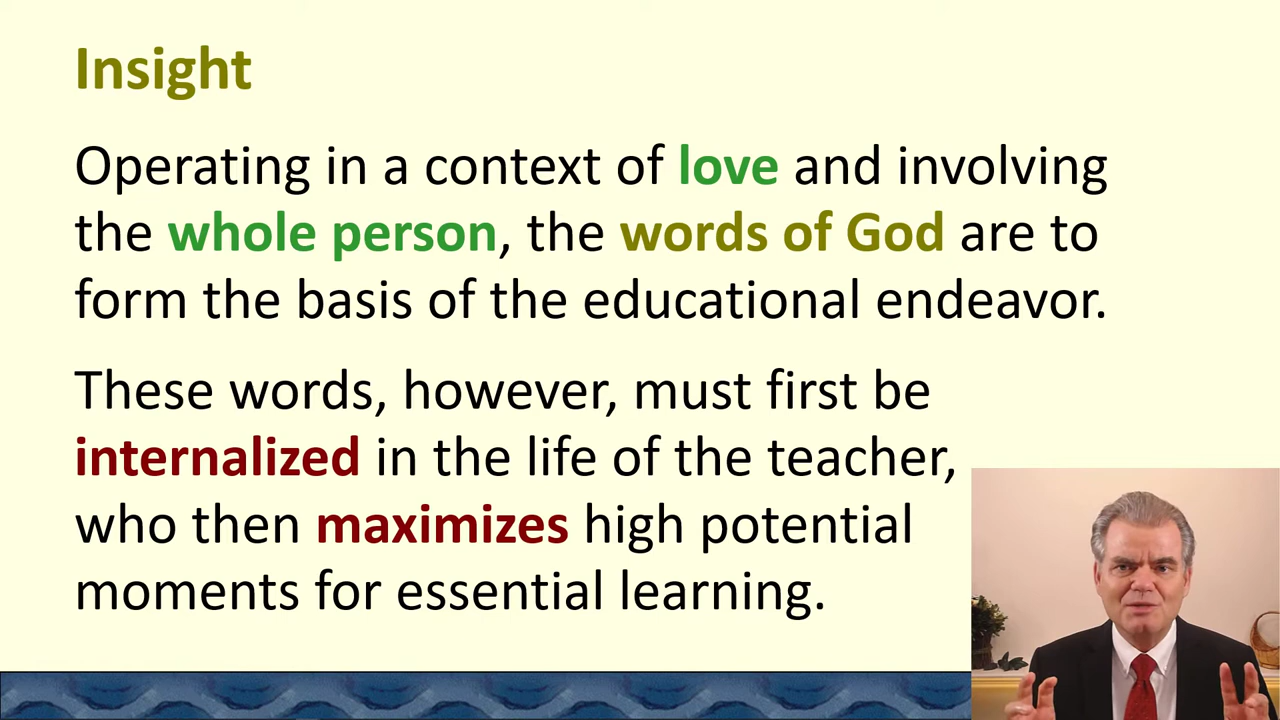 Insight
Operating in a context of love and involving
the whole person, the words of God are to
form the basis of the educational endeavor.
These words, however, must first be
internalized in the life of the teacher,
who then maximizes high potential
moments for essential learning.